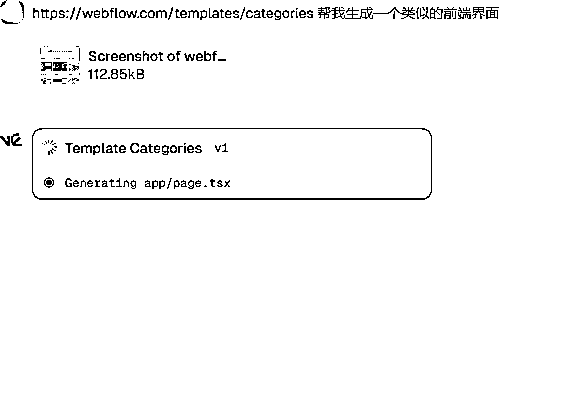 https://webflow.com/templates/categories 帮我生成一个类似的前端界面
Screenshot of webf…
112.85kB
Template Categories v1
Generating app/page.tsx